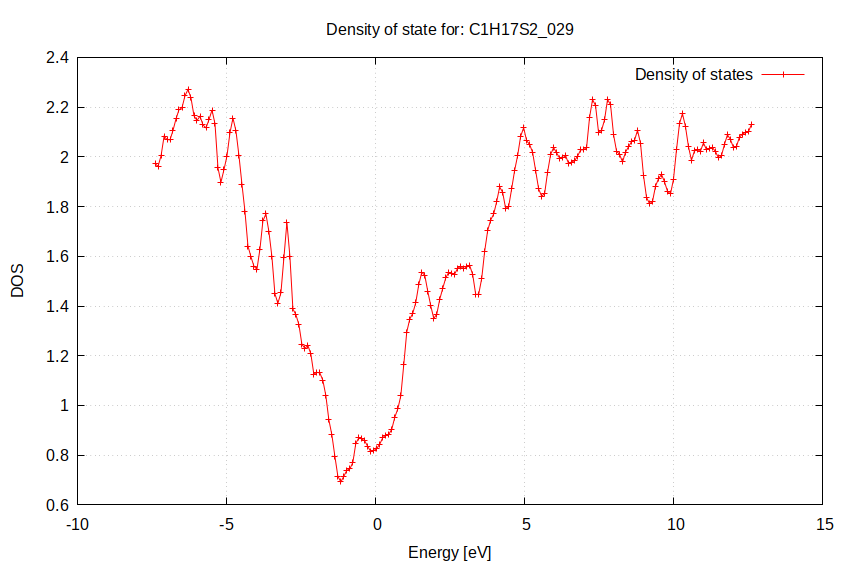 Density of state for: C1H17S2_029
Density of states
2.4
2.2
2
1.8
1.6
1.4
1.2
1
0.8
0.6
DOS
-10 -5 0 5 10 15
Energy [eV]